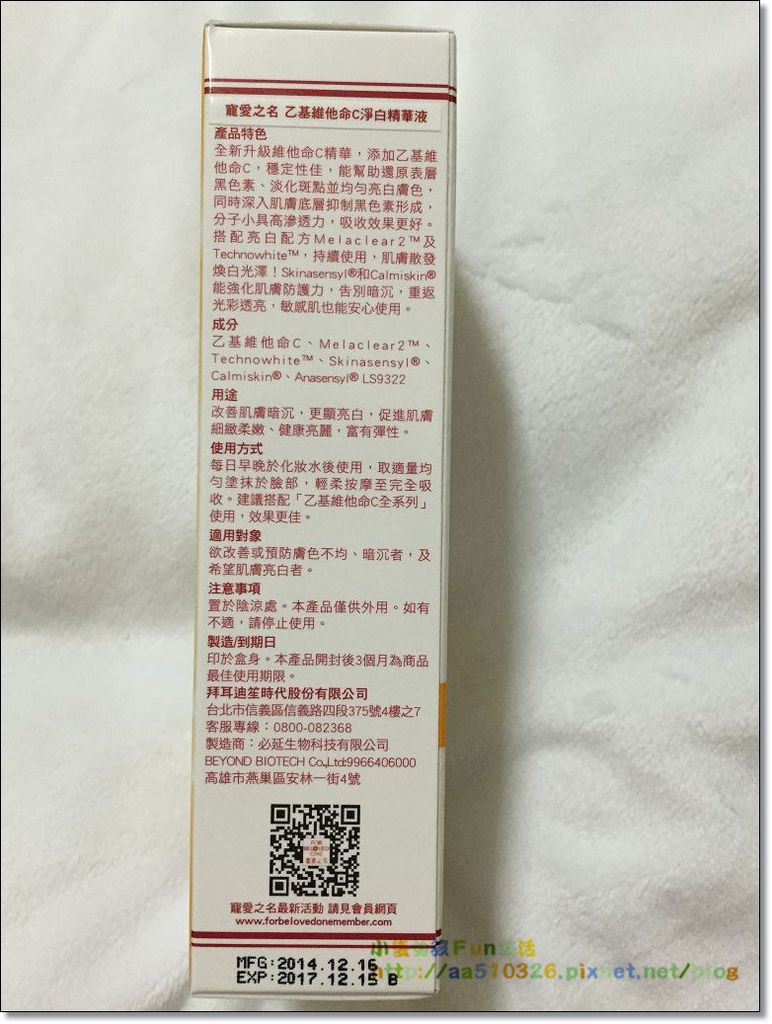 寵愛之名 乙基維他命C淨白精華液
產品特色
全新升級維他命C精華，添加乙基維
他命C，穩定性佳，能幫助還原表層
黑色素、淡化斑點並均勻亮白膚色，
同時深入肌膚底層抑制黑色素形成，
分子小具高滲透力，吸收效果更好。
搭配亮白配方Melaclear2™及
Technowhite™，持續使用，肌膚散發
煥白光澤！Skinasensyl®和Calmiskin®
能強化肌膚防護力，告別暗沉，重返
光彩透亮，敏感肌也能安心使用。
成分
乙基維他命C、Melaclear2™、
Technowhite™、Skinasensyl®、
Calmiskin®、Anasensyl® LS9322
用途
改善肌膚暗沉，更顯亮白，促進肌膚
細緻柔嫩、健康亮麗，富有彈性。
使用方式
每日早晚於化妝水後使用，取適量均
勻塗抹於臉部，輕柔按摩至完全吸
收。建議搭配「乙基維他命C全系列」
使用，效果更佳。
適用對象
欲改善或預防膚色不均、暗沉者，及
希望肌膚亮白者。
注意事項
置於陰涼處。本產品僅供外用。如有
不適，請停止使用。
製造/到期日
印於盒身。本產品開封後3個月為商品
最佳使用期限。
拜耳迪笙時代股份有限公司
台北市信義區信義路四段375號4樓之7
客服專線：0800-082368
製造商：必延生物科技有限公司
BEYOND BIOTECH Co.,Ltd:9966406000
高雄市燕巢區安林一街4號
寵愛之名最新活動 請見會員網頁
www.forbelovedonemember.com
MFG:2014.12.16
EXP:2017.12.15 B
Fun生活
http://aa570326.pixnet.net/blog